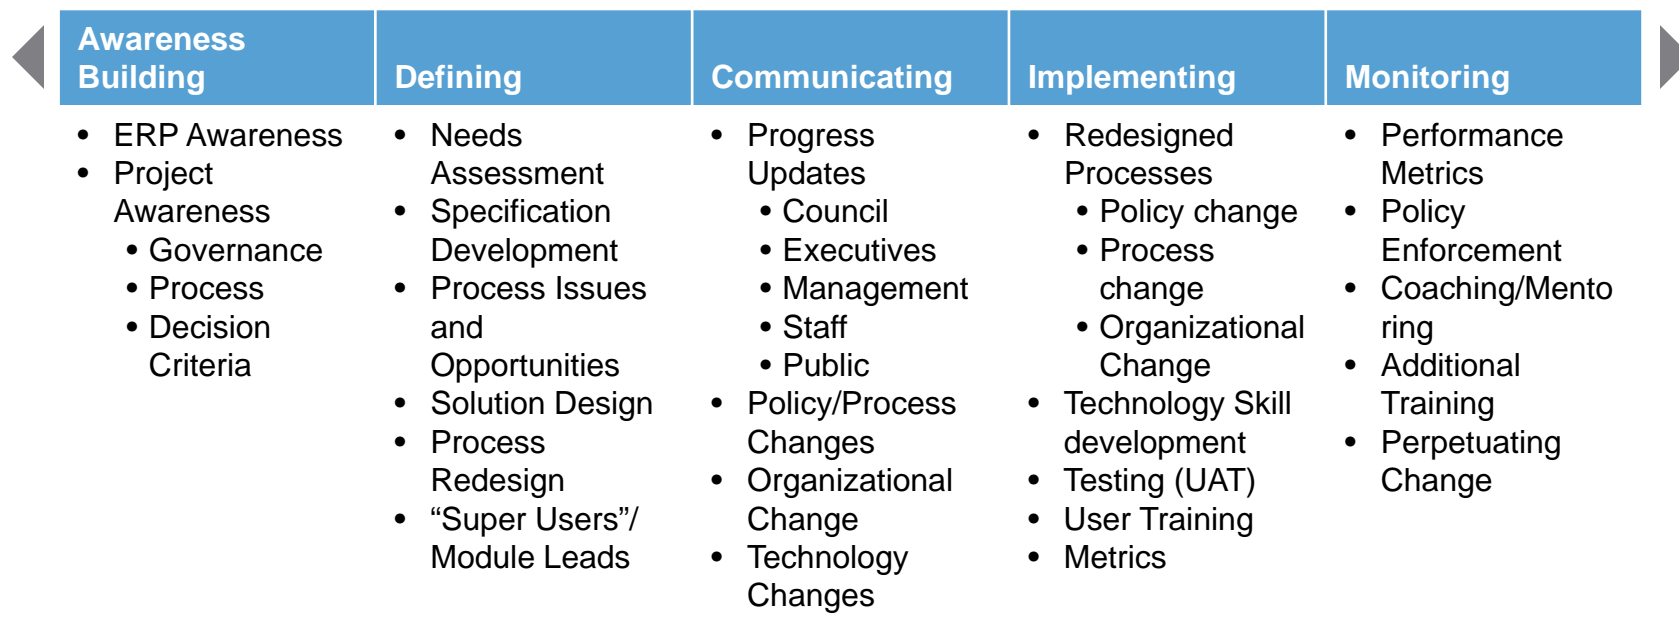 Awareness
Building
Defining
Communicating
Implementing
Monitoring
• ERP Awareness
• Project
Awareness
• Governance
• Process
• Decision
Criteria
• Needs
Assessment
• Specification
Development
• Process Issues
and
Opportunities
• Solution Design
• Process
Redesign
• “Super Users”/
Module Leads
• Progress
Updates
• Council
• Executives
• Management
• Staff
• Public
• Policy/Process
Changes
• Organizational
Change
• Technology
Changes
• Redesigned
Processes
• Policy change
• Process
change
• Organizational
Change
• Technology Skill
development
• Testing (UAT)
• User Training
• Metrics
• Performance
Metrics
• Policy
Enforcement
• Coaching/Mento
ring
• Additional
Training
• Perpetuating
Change